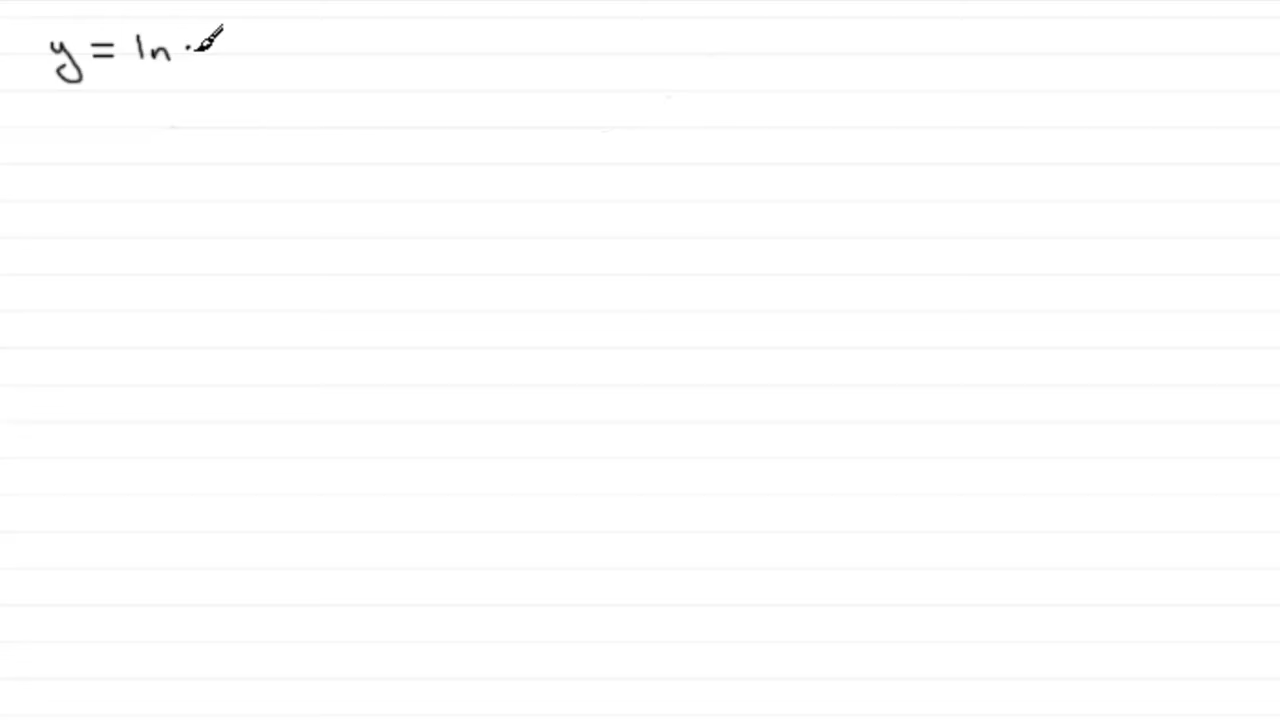 y = ln